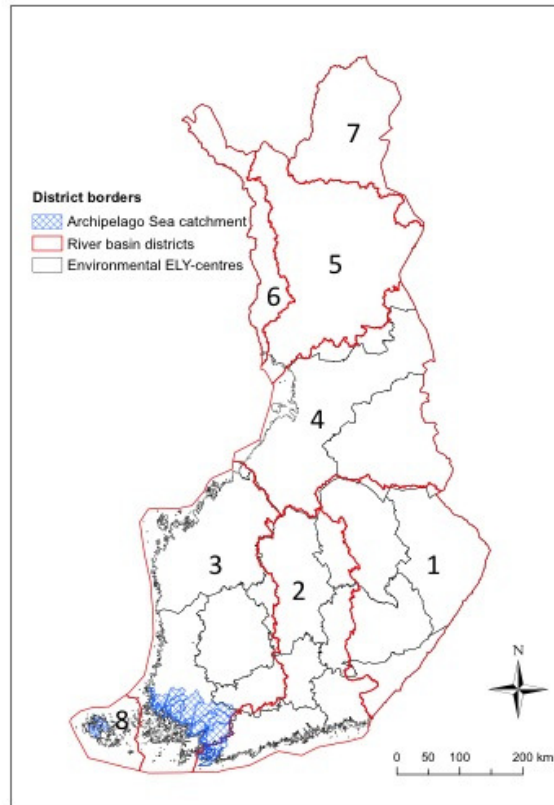 7
District borders
Archipelago Sea catchment
River basin districts
Environmental ELY-centres
5
6
4
3
2
1
8
N
0 50 100 200 km